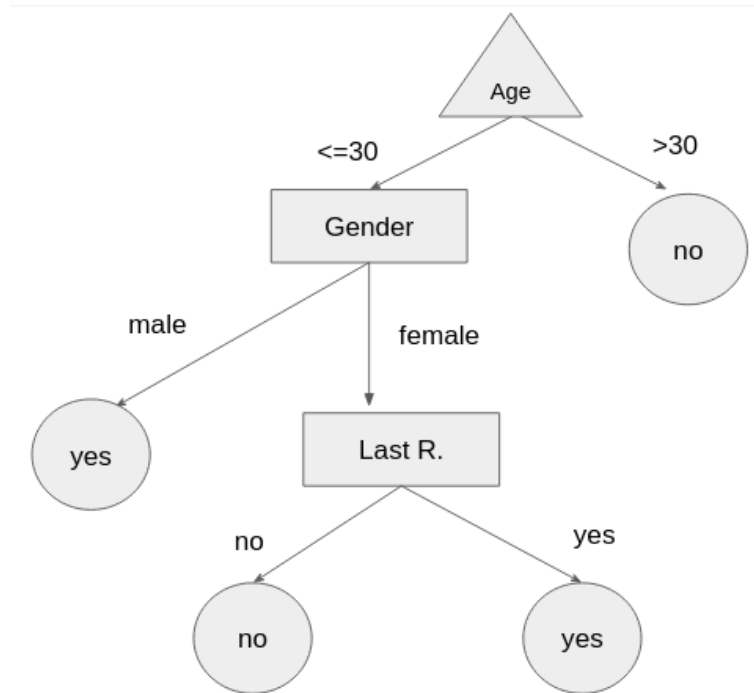 Age
<=30
>30
Gender
no
male
female
yes
Last R.
no
yes
no
yes